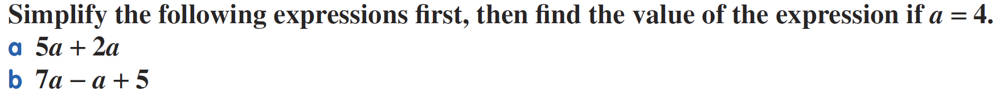 Simplify the following expressions first, then find the value of the expression if a = 4.
a 5a + 2a
b 7a − a + 5